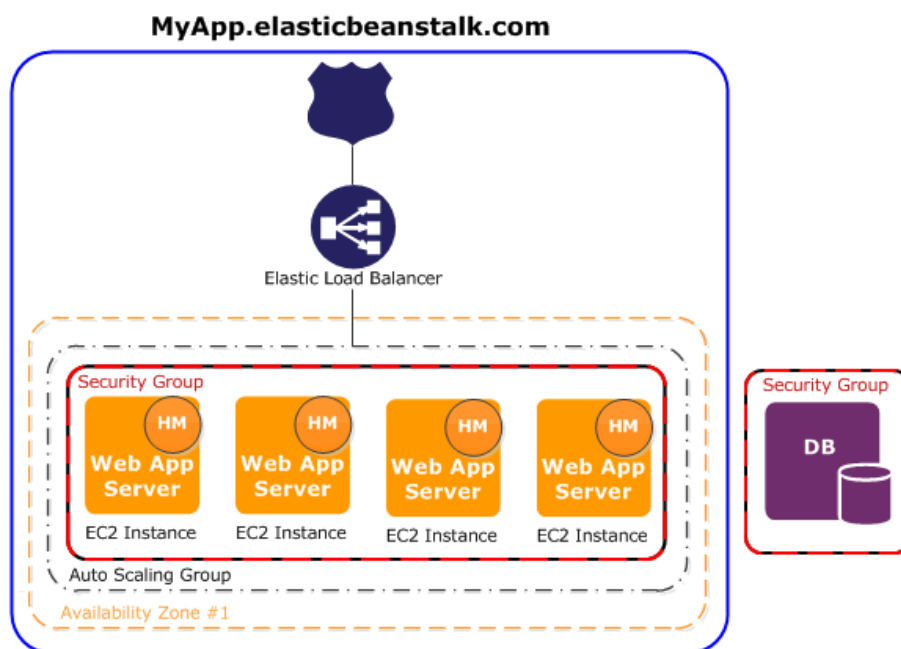 MyApp.elasticbeanstalk.com
Elastic Load Balancer
Security Group
HM
Web App
Server
EC2 Instance
HM
Web App
Server
EC2 Instance
HM
Web App
Server
EC2 Instance
HM
Web App
Server
EC2 Instance
Auto Scaling Group
Availability Zone #1
Security Group
DB